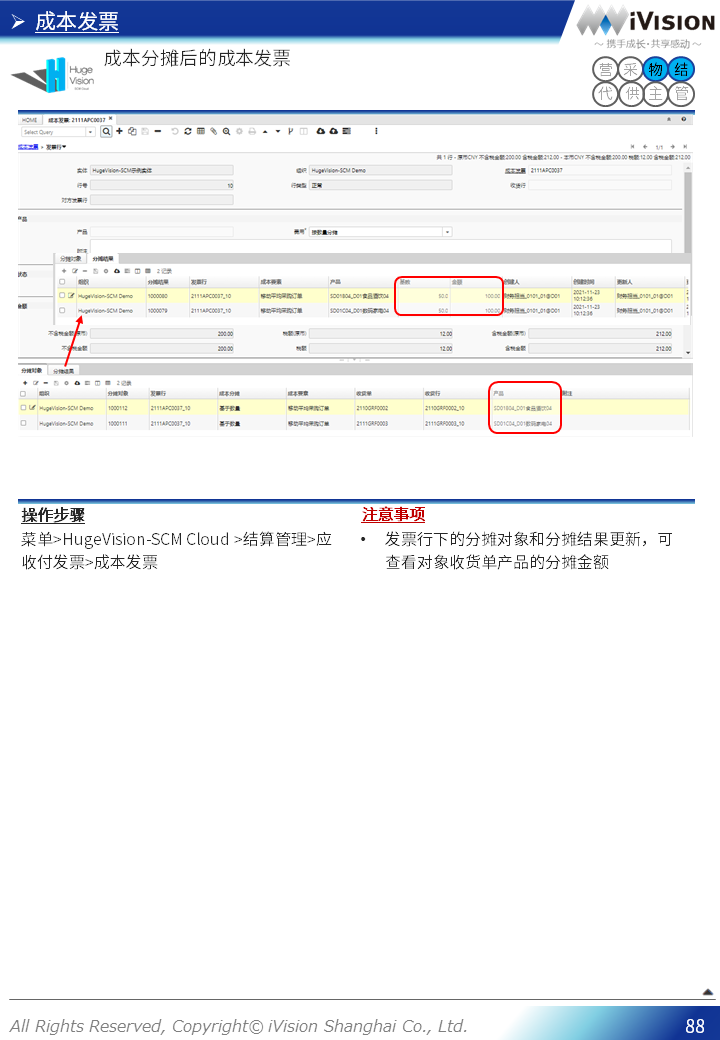 成本发票
iVision
～ 携手成长·共享感动 ～
成本分摊后的成本发票
Huge
Vision
营 采 物 结
代 供 主 管
HOME 成本发票: 2111APC0037
Select Query
1/1
成本发票 > 发票行
共 1 行 - 原币CNY 不含税金额:200.00 含税金额:212.00 - 本币CNY 不含税金额:200.00 税额:12.00 含税金额:212.00
实体 HugeVision-SCM示例实体 组织 HugeVision-SCM Demo 成本发票 2111APC0037
行号 10 行类型 正常 收货行
对方发票行
产品
产品 费用 按数量分摊
附注
分摊对象 分摊结果
状态
2 记录
组织 分摊结果 发票行 成本要素 产品 总数 金额 创建人 创建时间 更新人
HugeVision-SCM Demo 1000080 2111APC0037_10 移动平均采购订单 SD01B04_D01食品酒饮04 50.0 100.00 财务担当_0101_01@D01 2021-11-23 10:12:36 财务担当_0101_01@D01
HugeVision-SCM Demo 1000079 2111APC0037_10 移动平均采购订单 SD01C04_D01数码家电04 50.0 100.00 财务担当_0101_01@D01 2021-11-23 10:12:36 财务担当_0101_01@D01
金额
不含税金额(原币) 200.00 税额(原币) 12.00 含税金额(原币) 212.00
不含税金额 200.00 税额 12.00 含税金额 212.00
分摊对象 分摊结果
2 记录
组织 分摊对象 发票行 成本分摊 成本要素 收货单 收货行 产品 附注
HugeVision-SCM Demo 1000112 2111APC0037_10 基于数量 移动平均采购订单 2110GRF0002 2110GRF0002_10 SD01B04_D01食品酒饮04
HugeVision-SCM Demo 1000111 2111APC0037_10 基于数量 移动平均采购订单 2111GRF0003 2111GRF0003_10 SD01C04_D01数码家电04
操作步骤
菜单>HugeVision-SCM Cloud >结算管理>应
收付发票>成本发票
注意事项
• 发票行下的分摊对象和分摊结果更新，可
查看对象收货单产品的分摊金额
All Rights Reserved, Copyright© iVision Shanghai Co., Ltd.
88